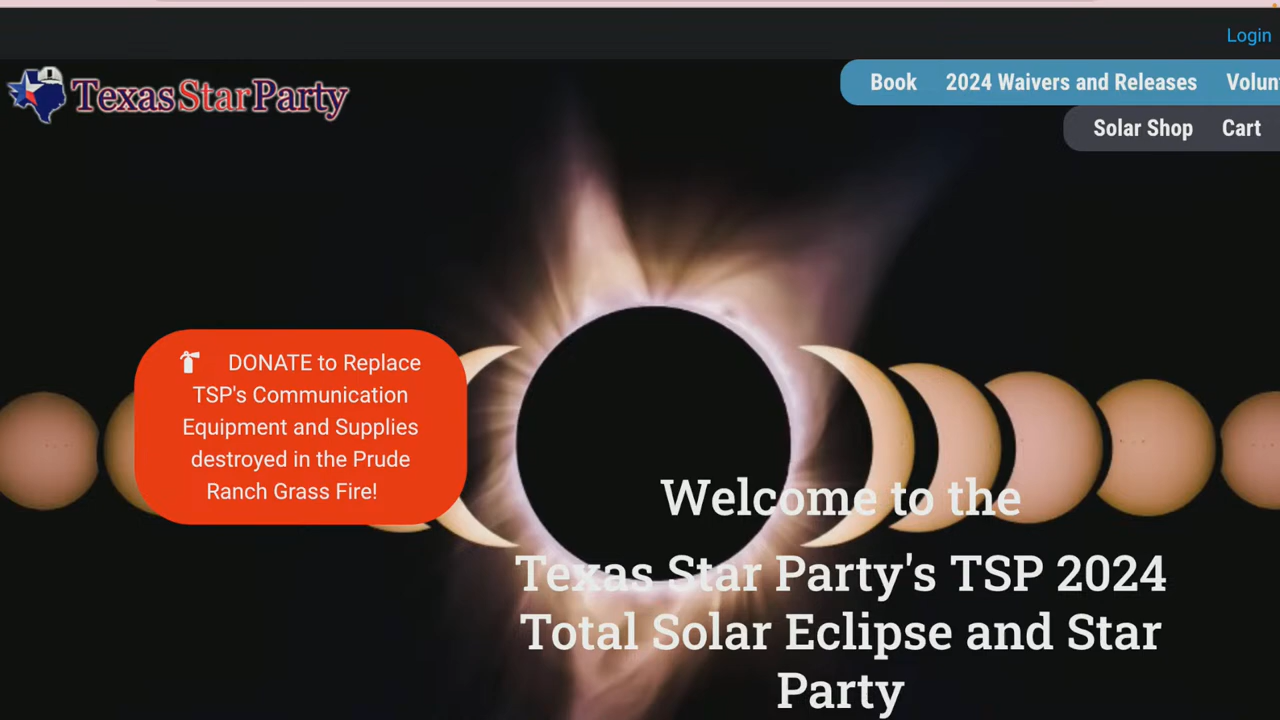 Login
Texas Star Party
Book 2024 Waivers and Releases
Solar Shop Cart
DONATE to Replace
TSP's Communication
Equipment and Supplies
destroyed in the Prude
Ranch Grass Fire!
Welcome to the
Texas Star Party's TSP 2024
Total Solar Eclipse and Star
Party